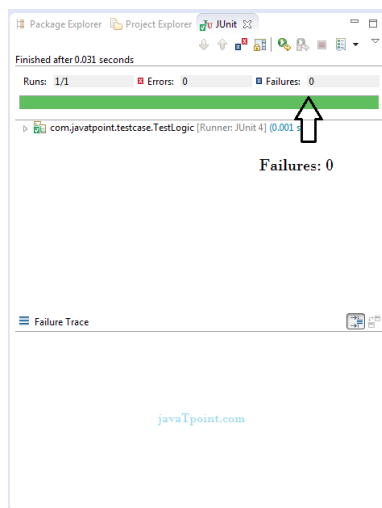 Package Explorer Project Explorer JUnit
Finished after 0.031 seconds
Runs: 1/1 Errors: 0 Failures: 0
com.javatpoint.testcase.TestLogic [Runner: JUnit 4] (0.001 s
Failures: 0
Failure Trace
javaTpoint.com